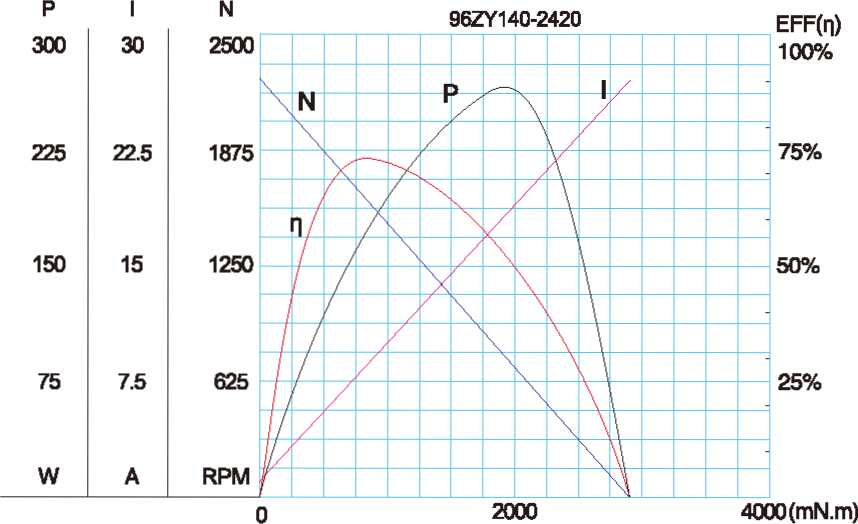 P I N 96ZY140-2420 EFF(η)
300 30 2500 100%
N P I
225 22.5 1875 75%
η
150 15 1250 50%
75 7.5 625 25%
W A RPM
0 2000 4000 (mN.m)